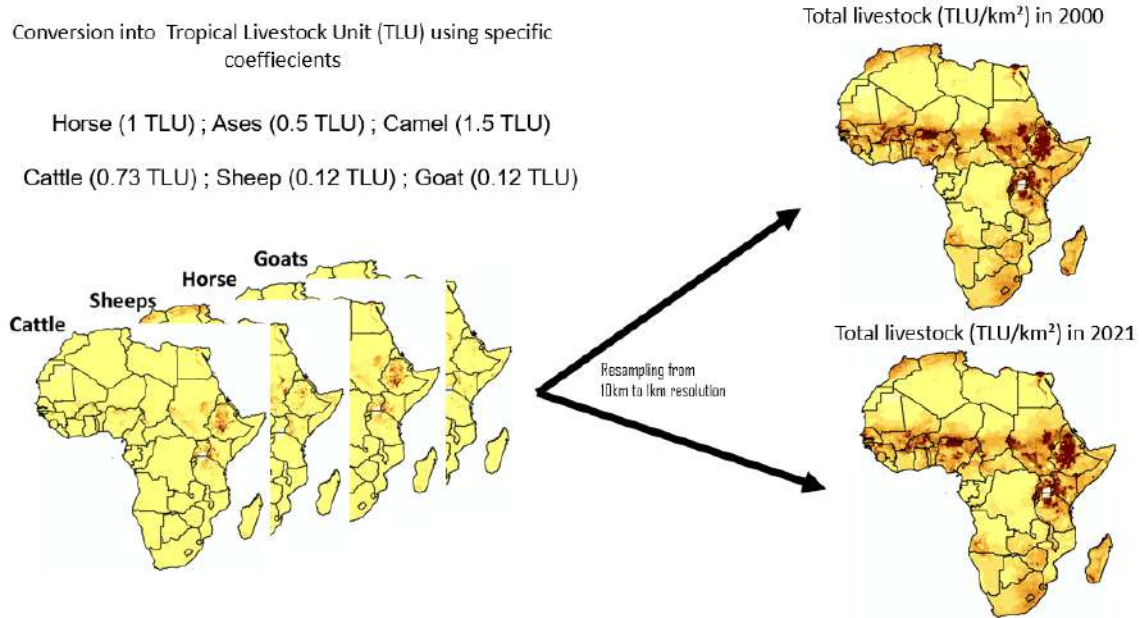 Conversion into Tropical Livestock Unit (TLU) using specific
coeffiecients
Horse (1 TLU) ; Ases (0.5 TLU) ; Camel (1.5 TLU)
Cattle (0.73 TLU) ; Sheep (0.12 TLU) ; Goat (0.12 TLU)
Goats
Horse
Sheeps
Cattle
Resampling from
10km to 1km resolution
Total livestock (TLU/km²) in 2000
Total livestock (TLU/km²) in 2021